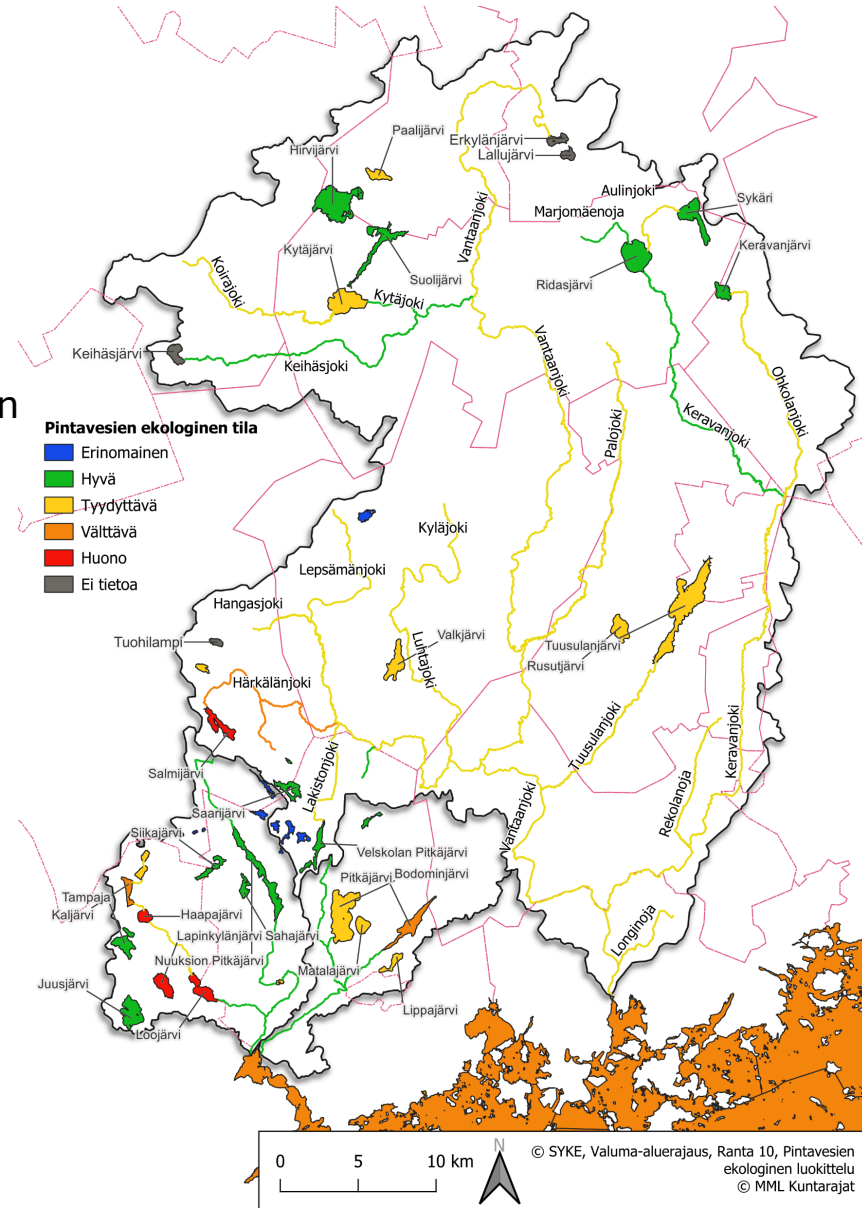 Paalijärvi
Erkylänjärvi
Hirvijärvi
Lallujärvi
Aulinjoki
Sykäri
Marjomäenoja
Vantaanjoki
Keravanjärvi
Kytäjärvi
Koirajoki
Suolijärvi
Ridasjärvi
Kytäjoki
Keihäsjärvi
Keihäsjoki
Vantaanjoki
Ohkolanjoki
n
Keravanjoki
Palojoki
Pintavesien ekologinen tila
Erinomainen
Hyvä
Tyydyttävä
Välttävä
Huono
Ei tietoa
Kyläjoki
Lepsämänjoki
Hangasjoki
Tuohilampi
Valkjärvi
Luhtajoki
Tuusulanjärvi
Rusutjärvi
Härkälänjoki
Salmijärvi
Lakistonjoki
Tuusulanjoki
Keravanjoki
Rekolanoja
Vantaanjoki
Saarijärvi
Siikajärvi
Velskolan Pitkäjärvi
Pitkäjärvi
Bodominjärvi
Tampaja
Kaljärvi
Haapajärvi
Lapinkylänjärvi
Sahajärvi
Nuuksion Pitkäjärvi
Matalajärvi
Longinoja
Juusjärvi
Lippajärvi
Loojärvi
N
0 5 10 km
© SYKE, Valuma-aluerajaus, Ranta 10, Pintavesien
ekologinen luokittelu
© MML Kuntarajat